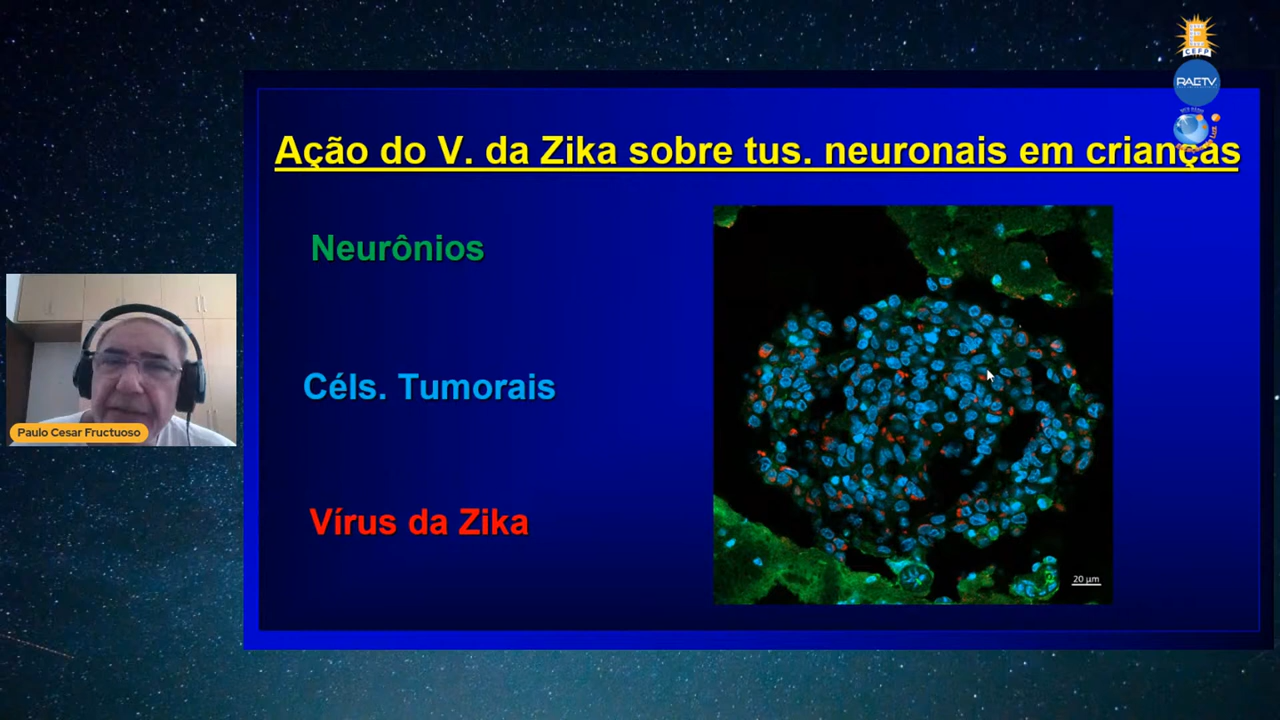 CEFP
RAETV
Ação do V. da Zika sobre tus. neuronais em crianças
Neurônios
Céls. Tumorais
Vírus da Zika
20 µm
Paulo Cesar Fructuoso